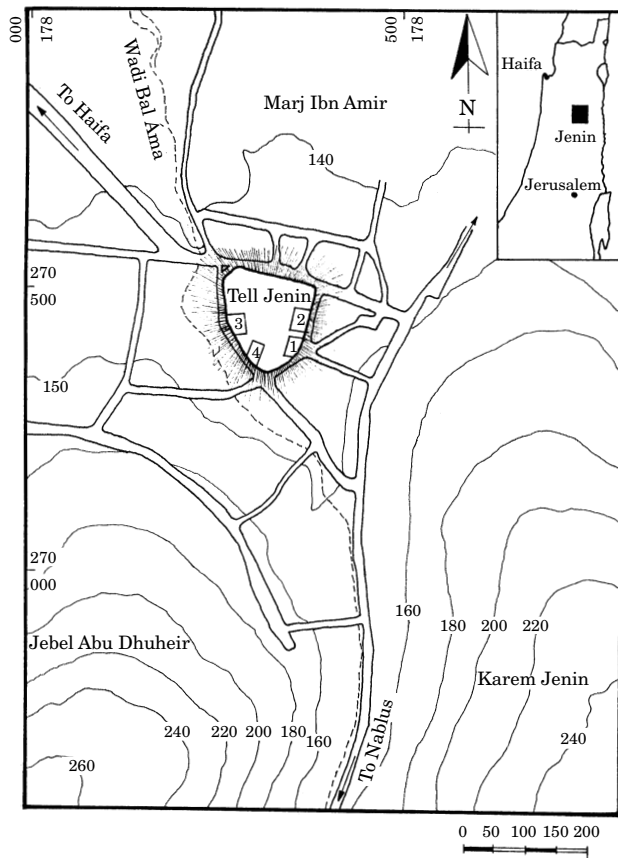 000
178
500
178
N
Haifa
Jenin
Jerusalem
To Haifa
Wadi Bal Ama
Marj Ibn Amir
140
270
500
Tell Jenin
3
2
4
1
150
270
000
160
180
200
220
Jebel Abu Dhuheir
Karem Jenin
240
220
200
180
160
To Nablus
240
260
0 50 100 150 200